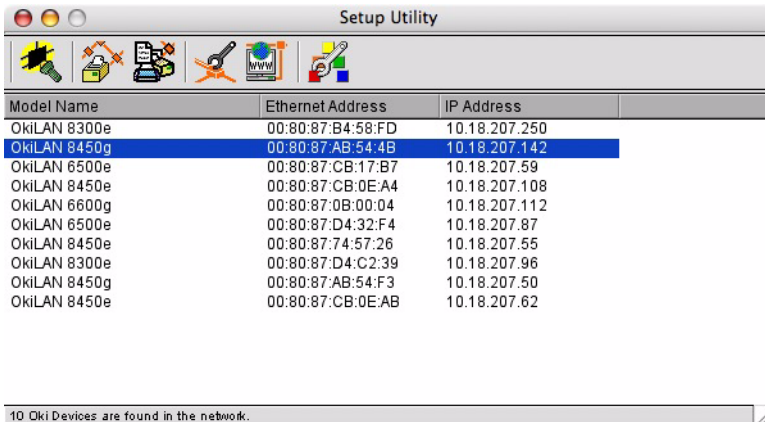 Setup Utility
WWW
Model Name Ethernet Address IP Address
OkiLAN 8300e 00:80:87:B4:58:FD 10.18.207.250
OkiLAN 8450g 00:80:87:AB:54:4B 10.18.207.142
OkiLAN 6500e 00:80:87:CB:17:B7 10.18.207.59
OkiLAN 8450e 00:80:87:CB:0E:A4 10.18.207.108
OkiLAN 6600g 00:80:87:0B:00:04 10.18.207.112
OkiLAN 6500e 00:80:87:D4:32:F4 10.18.207.87
OkiLAN 8450e 00:80:87:74:57:26 10.18.207.55
OkiLAN 8300e 00:80:87:D4:C2:39 10.18.207.96
OkiLAN 8450g 00:80:87:AB:54:F3 10.18.207.50
OkiLAN 8450e 00:80:87:CB:0E:AB 10.18.207.62
10 Oki Devices are found in the network.